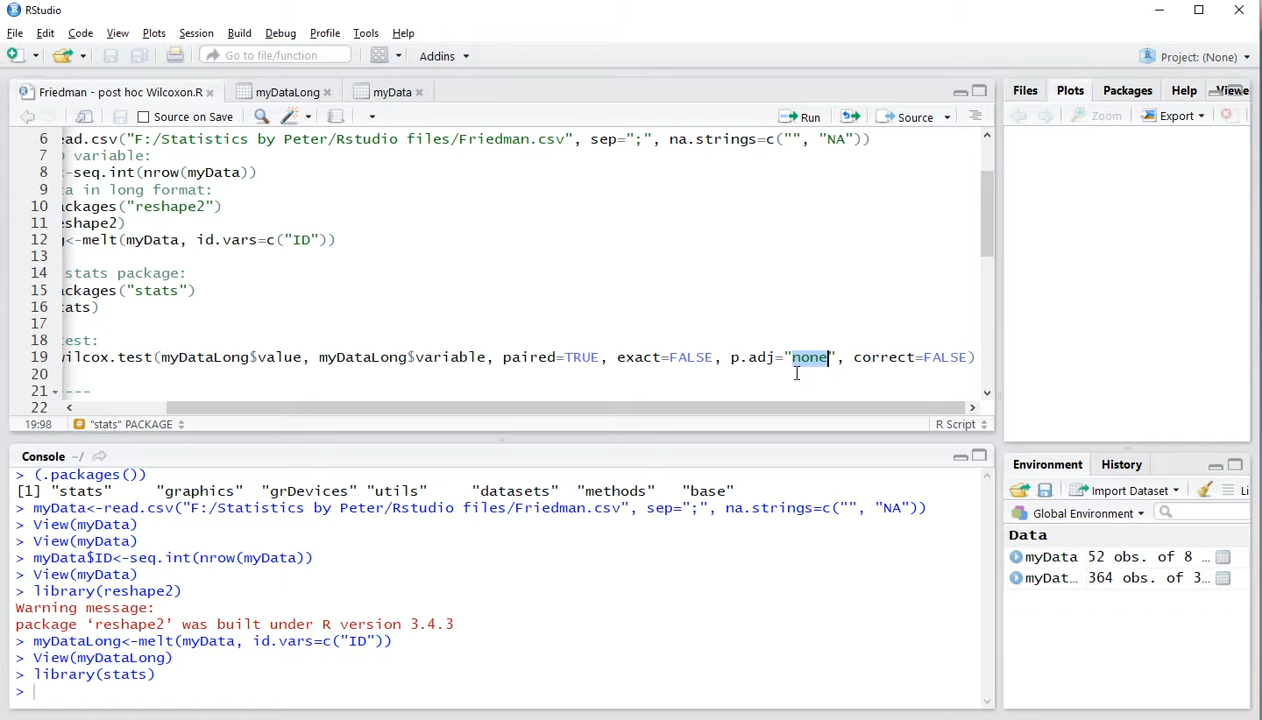 RStudio
File Edit Code View Plots Session Build Debug Profile Tools Help
Go to file/function Addins Project: (None)
Friedman - post hoc Wilcoxon.R myDataLong myData
Source on Save Run Source
6 ead.csv("F:/Statistics by Peter/Rstudio files/Friedman.csv", sep=";", na.strings=c("", "NA"))
7 variable:
8 -seq.int(nrow(myData))
9 ta in long format:
10 ackages("reshape2")
11 eshape2)
12 g<-melt(myData, id.vars=c("ID"))
13
14 stats package:
15 ackages("stats")
16 tats)
17
18 test:
19 wilcox.test(myDataLong$value, myDataLong$variable, paired=TRUE, exact=FALSE, p.adj="none", correct=FALSE)
20
21 ----
22
19:98 "stats" PACKAGE R Script
Console ~/
> (.packages())
[1] "stats" "graphics" "grDevices" "utils" "datasets" "methods" "base"
> myData<-read.csv("F:/Statistics by Peter/Rstudio files/Friedman.csv", sep=";", na.strings=c("", "NA"))
> View(myData)
> View(myData)
> myData$ID<-seq.int(nrow(myData))
> View(myData)
> library(reshape2)
Warning message:
package ‘reshape2’ was built under R version 3.4.3
> myDataLong<-melt(myData, id.vars=c("ID"))
> View(myDataLong)
> library(stats)
>
Files Plots Packages Help Viewe
Zoom Export
Environment History
Import Dataset Li
Global Environment
Data
myData 52 obs. of 8 ...
myDat... 364 obs. of 3...